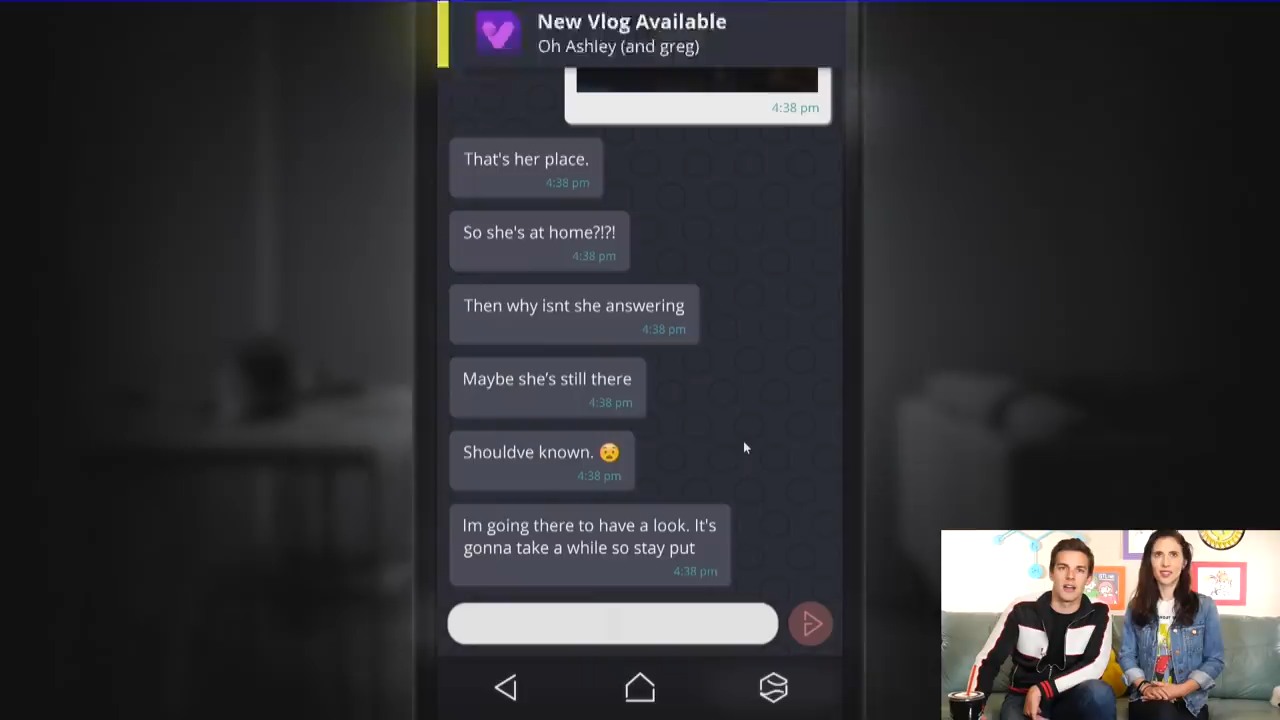 New Vlog Available
Oh Ashley (and greg)
4:38 pm
That's her place.
4:38 pm
So she's at home?!?!
4:38 pm
Then why isnt she answering
4:38 pm
Maybe she's still there
4:38 pm
Shouldve known. 😧
4:38 pm
Im going there to have a look. It's
gonna take a while so stay put
4:38 pm